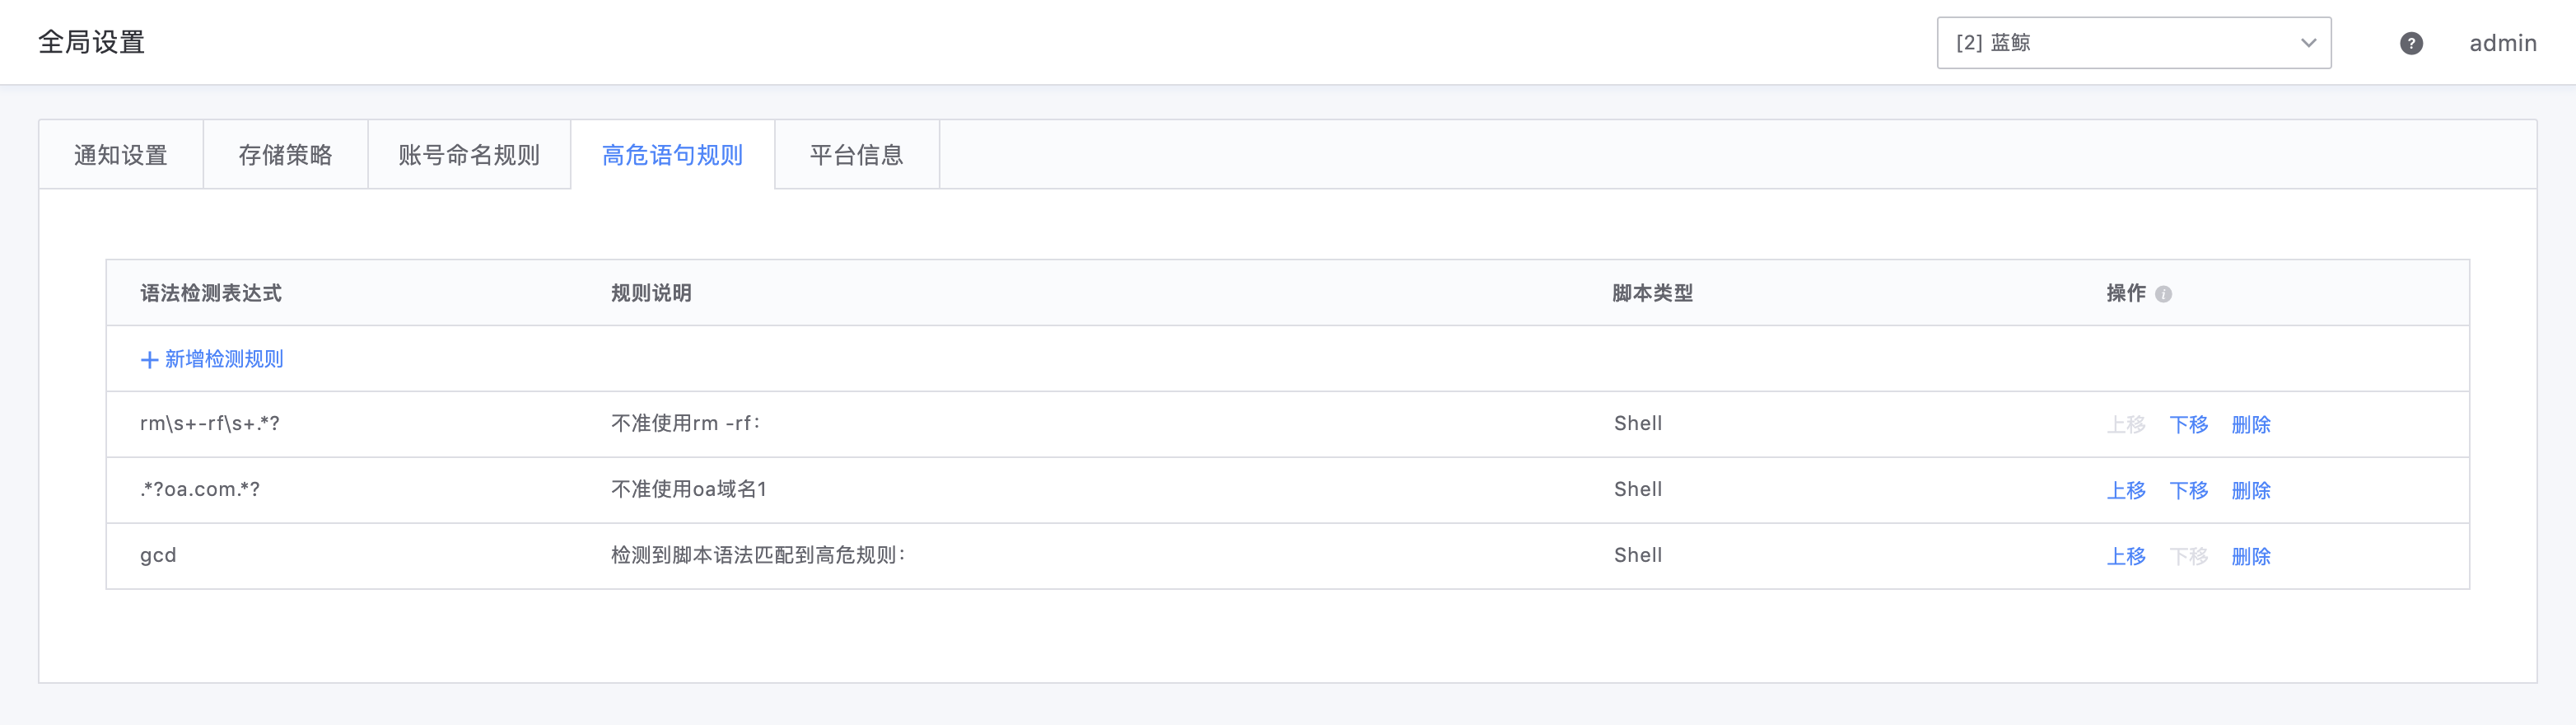 全局设置
[2] 蓝鲸
admin
通知设置 存储策略 账号命名规则 高危语句规则 平台信息
语法检测表达式 规则说明 脚本类型 操作
+ 新增检测规则
rm\s+-rf\s+.*? 不准使用rm -rf： Shell 上移 下移 删除
.*?oa.com.*? 不准使用oa域名1 Shell 上移 下移 删除
gcd 检测到脚本语法匹配到高危规则： Shell 上移 下移 删除